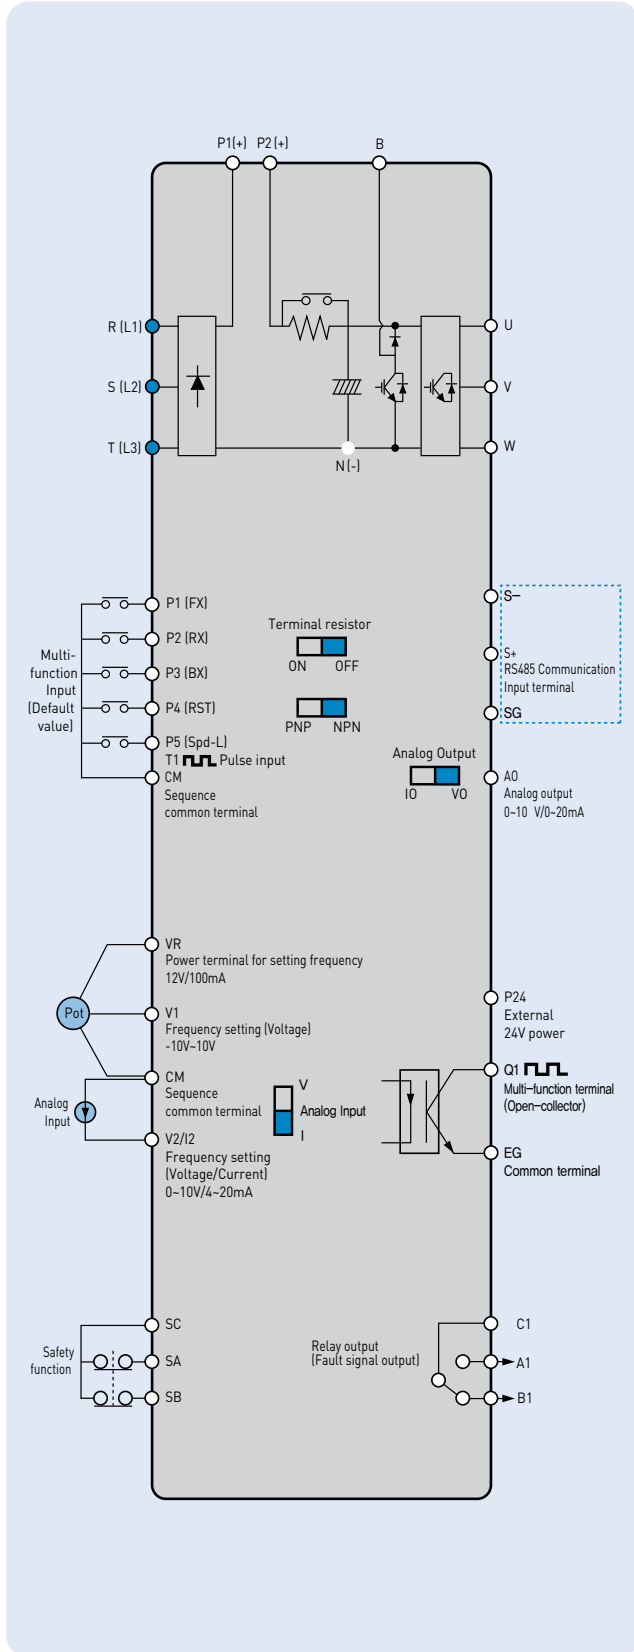 P1(+)
P2 (+)
B
R (L1)
S (L2)
T (L3)
U
V
W
N (-)
Multi-
function
Input
(Default
value)
P1 (FX)
P2 (RX)
P3 (BX)
P4 (RST)
P5 (Spd-L)
T1 Pulse input
CM
Sequence
common terminal
Terminal resistor
ON OFF
PNP NPN
Analog Output
IO VO
S-
S+
RS485 Communication
Input terminal
SG
AO
Analog output
0~10 V/0~20mA
Pot
VR
Power terminal for setting frequency
12V/100mA
V1
Frequency setting (Voltage)
-10V~10V
CM
Sequence
common terminal
Analog
Input
V2/I2
Frequency setting
(Voltage/Current)
0~10V/4~20mA
V
Analog Input
I
P24
External
24V power
Q1
Multi-function terminal
(Open-collector)
EG
Common terminal
Safety
function
SC
SA
SB
Relay output
(Fault signal output)
C1
A1
B1